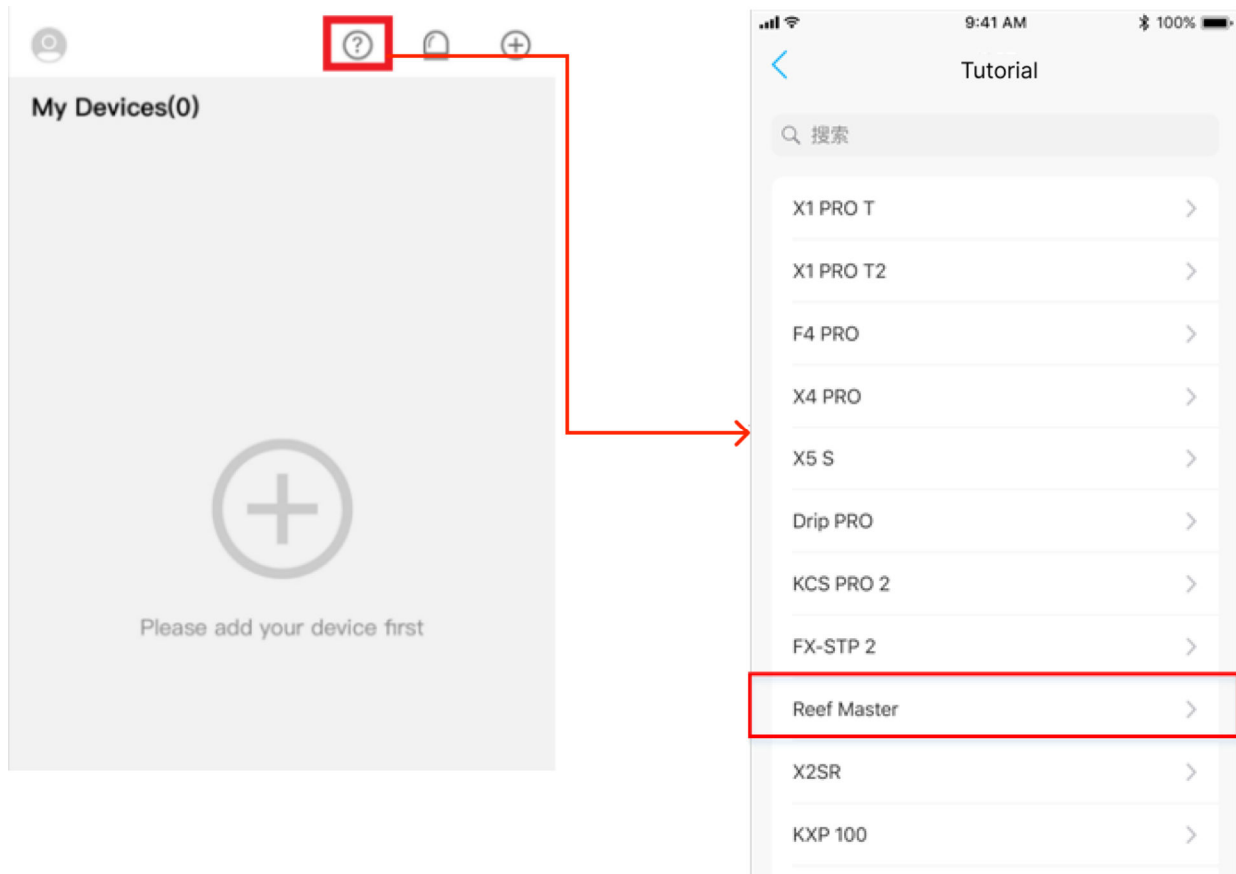 My Devices(0)
Please add your device first
9:41 AM
100%
Tutorial
搜索
X1 PRO T
X1 PRO T2
F4 PRO
X4 PRO
X5 S
Drip PRO
KCS PRO 2
FX-STP 2
Reef Master
X2SR
KXP 100